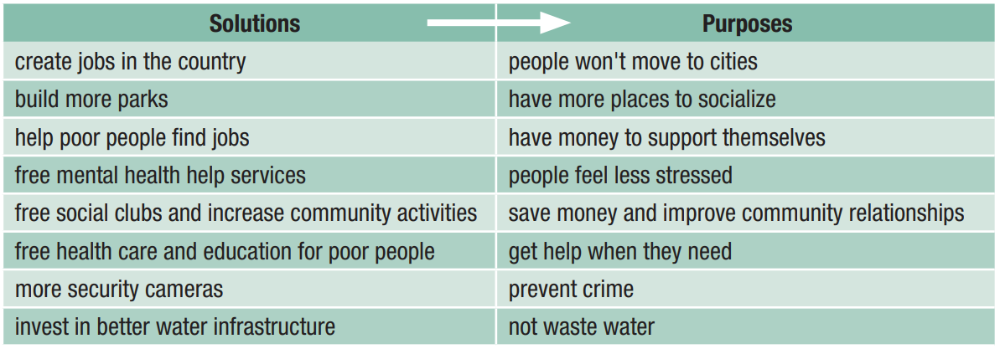 Solutions Purposes
create jobs in the country people won't move to cities
build more parks have more places to socialize
help poor people find jobs have money to support themselves
free mental health help services people feel less stressed
free social clubs and increase community activities save money and improve community relationships
free health care and education for poor people get help when they need
more security cameras prevent crime
invest in better water infrastructure not waste water